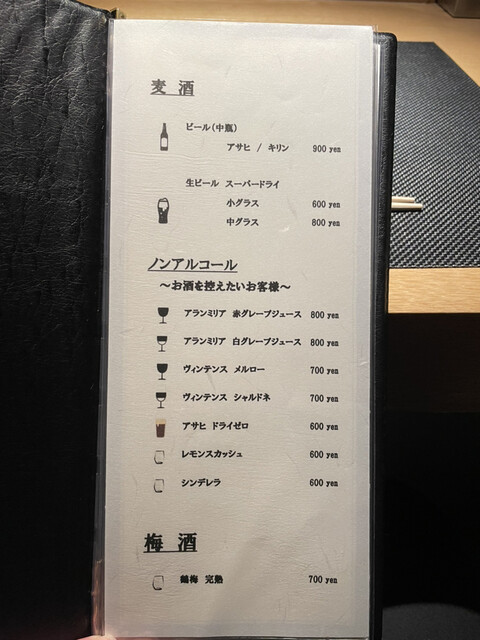 麦 酒
ビール(中瓶)
アサヒ / キリン 900 yen
生ビール スーパードライ
小グラス 600 yen
中グラス 800 yen
ノンアルコール
～お酒を控えたいお客様～
アランミリア 赤グレープジュース 800 yen
アランミリア 白グレープジュース 800 yen
ヴィンテンス メルロー 700 yen
ヴィンテンス シャルドネ 700 yen
アサヒ ドライゼロ 600 yen
レモンスカッシュ 600 yen
シンデレラ 600 yen
梅 酒
鶴梅 完熟 700 yen